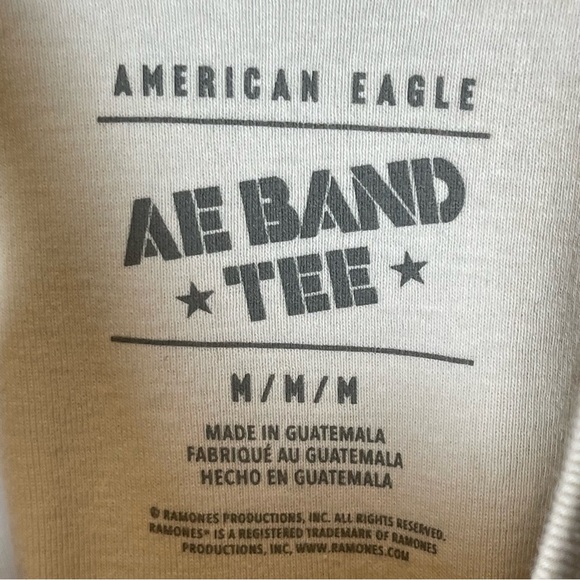 AMERICAN EAGLE
AE BAND
★ TEE ★
M/M/M
MADE IN GUATEMALA
FABRIQUÉ AU GUATEMALA
HECHO EN GUATEMALA
© RAMONES PRODUCTIONS, INC. ALL RIGHTS RESERVED.
RAMONES® IS A REGISTERED TRADEMARK OF RAMONES
PRODUCTIONS, INC, WWW.RAMONES.COM